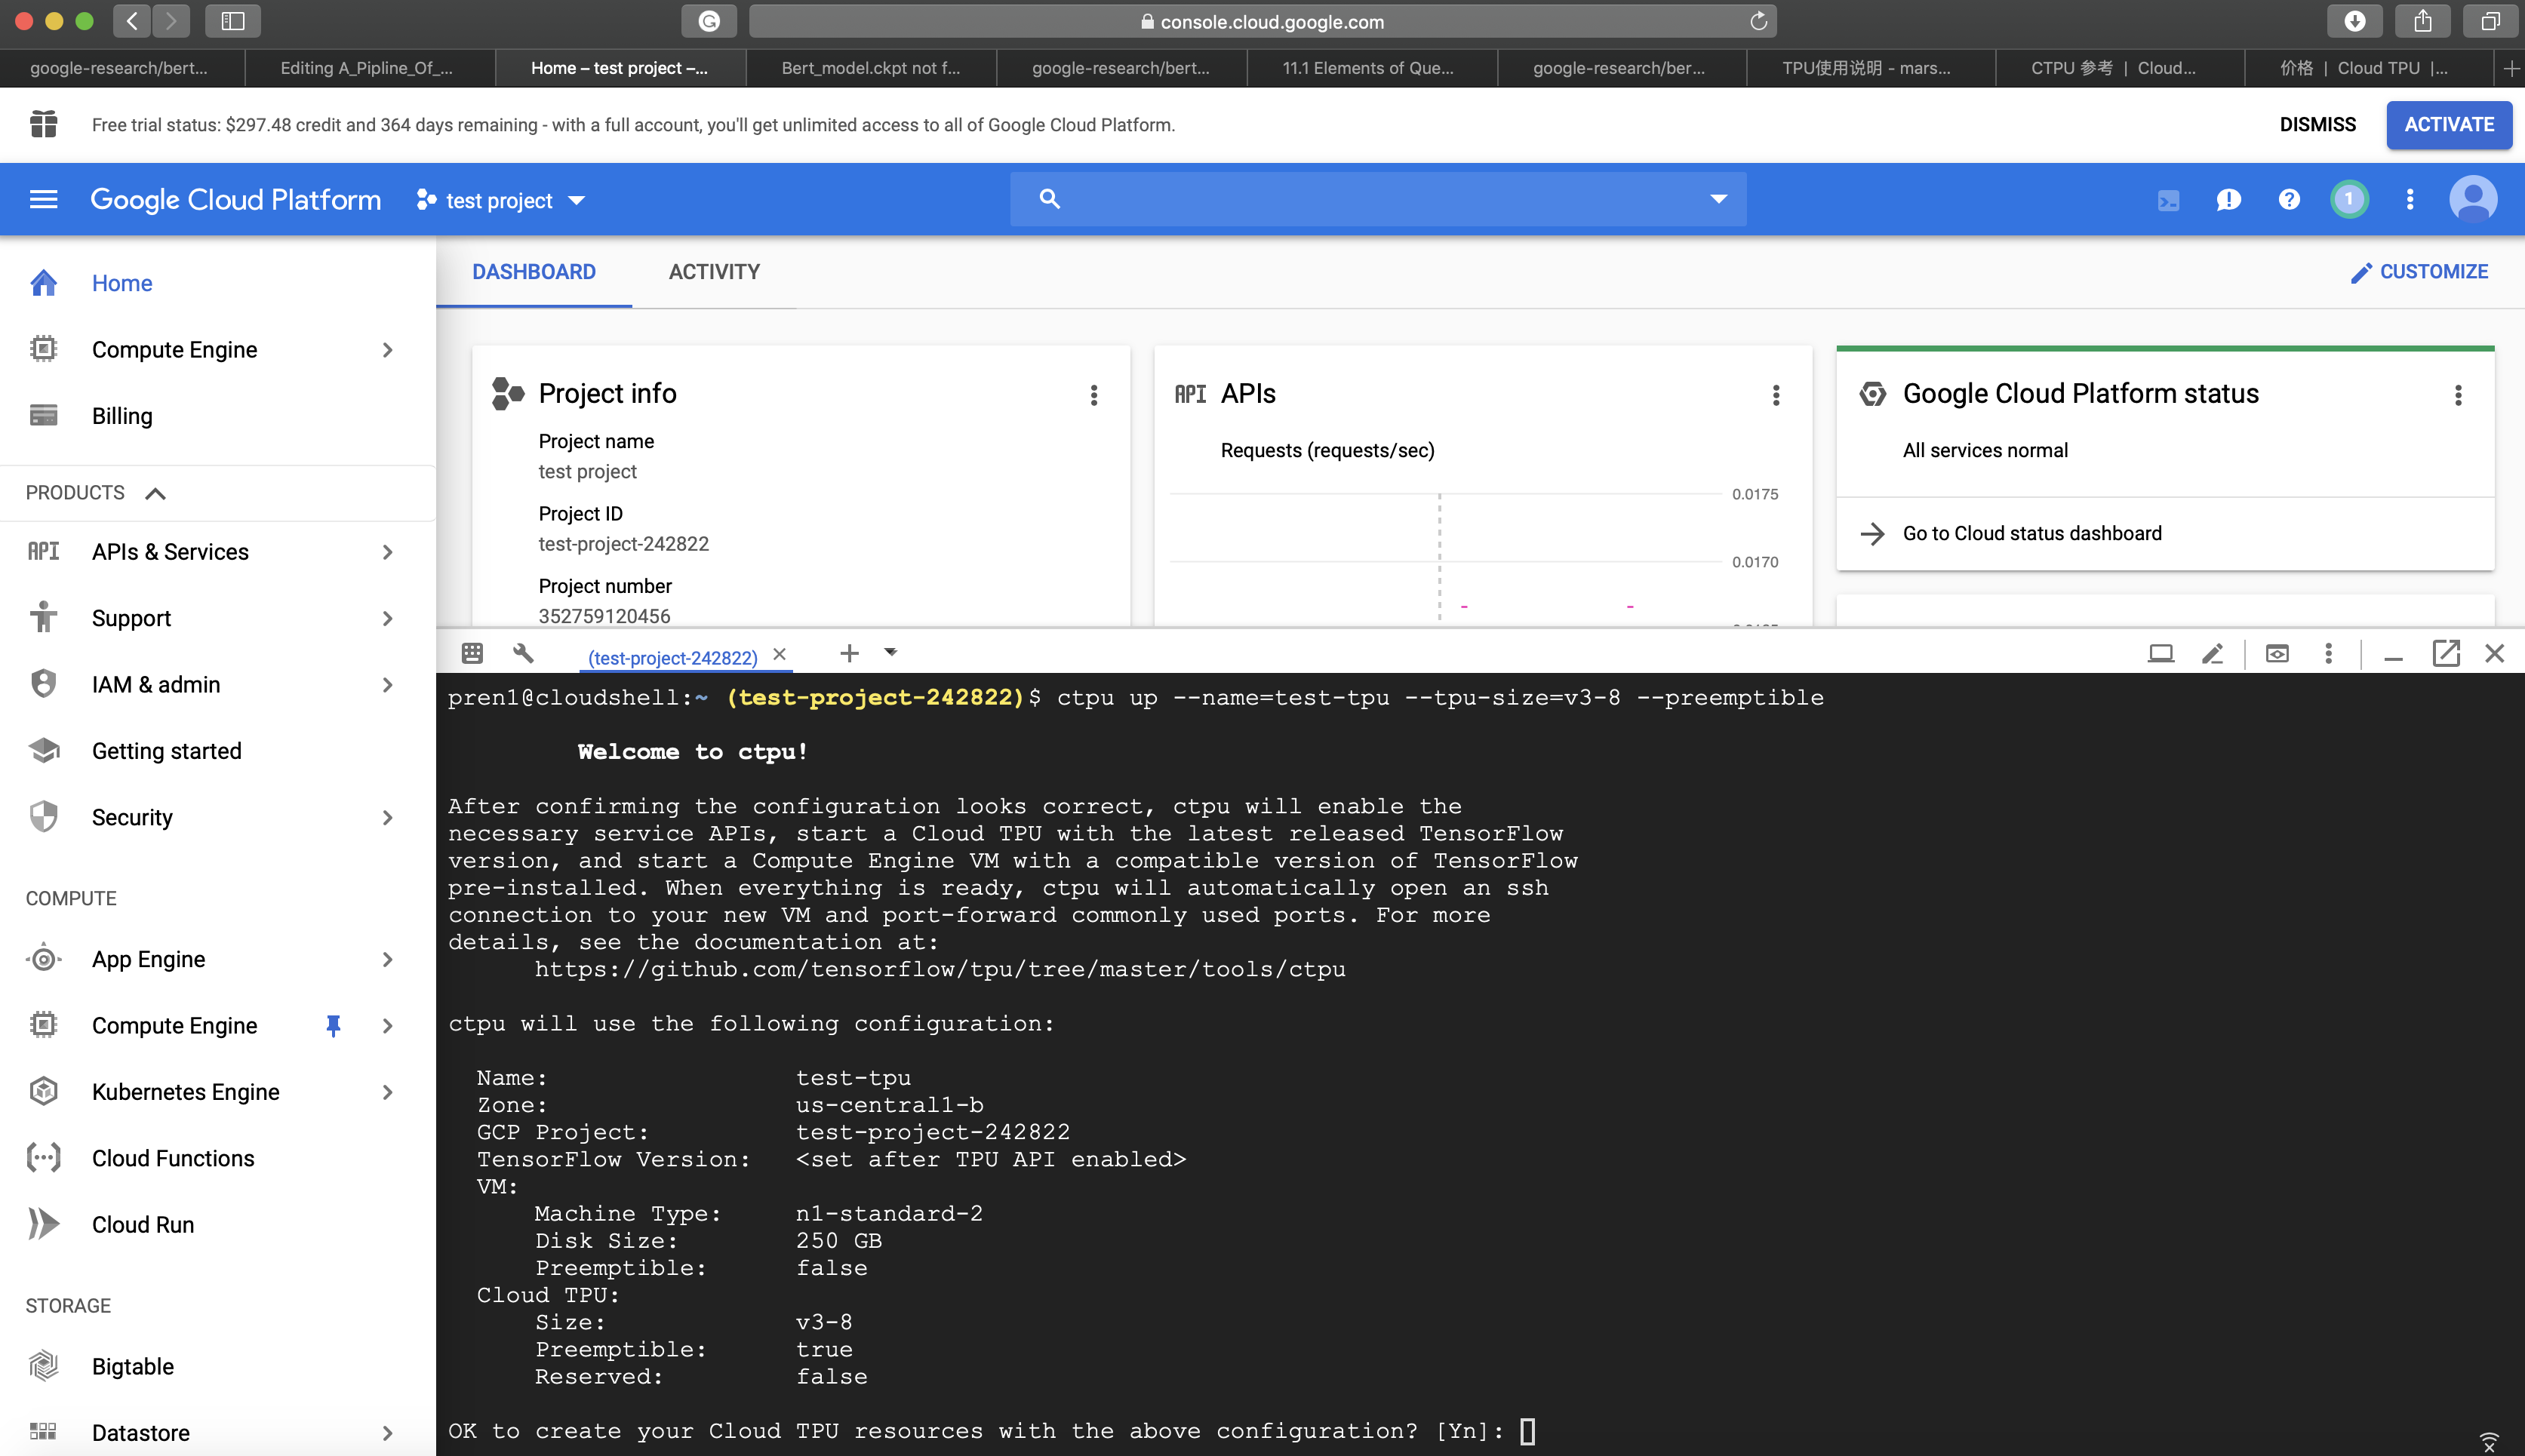 console.cloud.google.com
google-research/bert...
Editing A_Pipline_Of_...
Home – test project –...
Bert_model.ckpt not f...
google-research/bert...
11.1 Elements of Que...
google-research/ber...
TPU使用说明 - mars...
CTPU 参考 | Cloud...
价格 | Cloud TPU |...
Free trial status: $297.48 credit and 364 days remaining - with a full account, you'll get unlimited access to all of Google Cloud Platform.
DISMISS
ACTIVATE
Google Cloud Platform
test project
1
Home
Compute Engine
Billing
PRODUCTS
API APIs & Services
Support
IAM & admin
Getting started
Security
COMPUTE
App Engine
Compute Engine
Kubernetes Engine
Cloud Functions
Cloud Run
STORAGE
Bigtable
Datastore
DASHBOARD
ACTIVITY
CUSTOMIZE
Project info
Project name
test project
Project ID
test-project-242822
Project number
352759120456
API APIs
Requests (requests/sec)
0.0175
0.0170
Google Cloud Platform status
All services normal
Go to Cloud status dashboard
(test-project-242822)
pren1@cloudshell:~ (test-project-242822)$ ctpu up --name=test-tpu --tpu-size=v3-8 --preemptible
Welcome to ctpu!
After confirming the configuration looks correct, ctpu will enable the
necessary service APIs, start a Cloud TPU with the latest released TensorFlow
version, and start a Compute Engine VM with a compatible version of TensorFlow
pre-installed. When everything is ready, ctpu will automatically open an ssh
connection to your new VM and port-forward commonly used ports. For more
details, see the documentation at:
https://github.com/tensorflow/tpu/tree/master/tools/ctpu
ctpu will use the following configuration:
Name: test-tpu
Zone: us-central1-b
GCP Project: test-project-242822
TensorFlow Version: <set after TPU API enabled>
VM:
Machine Type: n1-standard-2
Disk Size: 250 GB
Preemptible: false
Cloud TPU:
Size: v3-8
Preemptible: true
Reserved: false
OK to create your Cloud TPU resources with the above configuration? [Yn]: